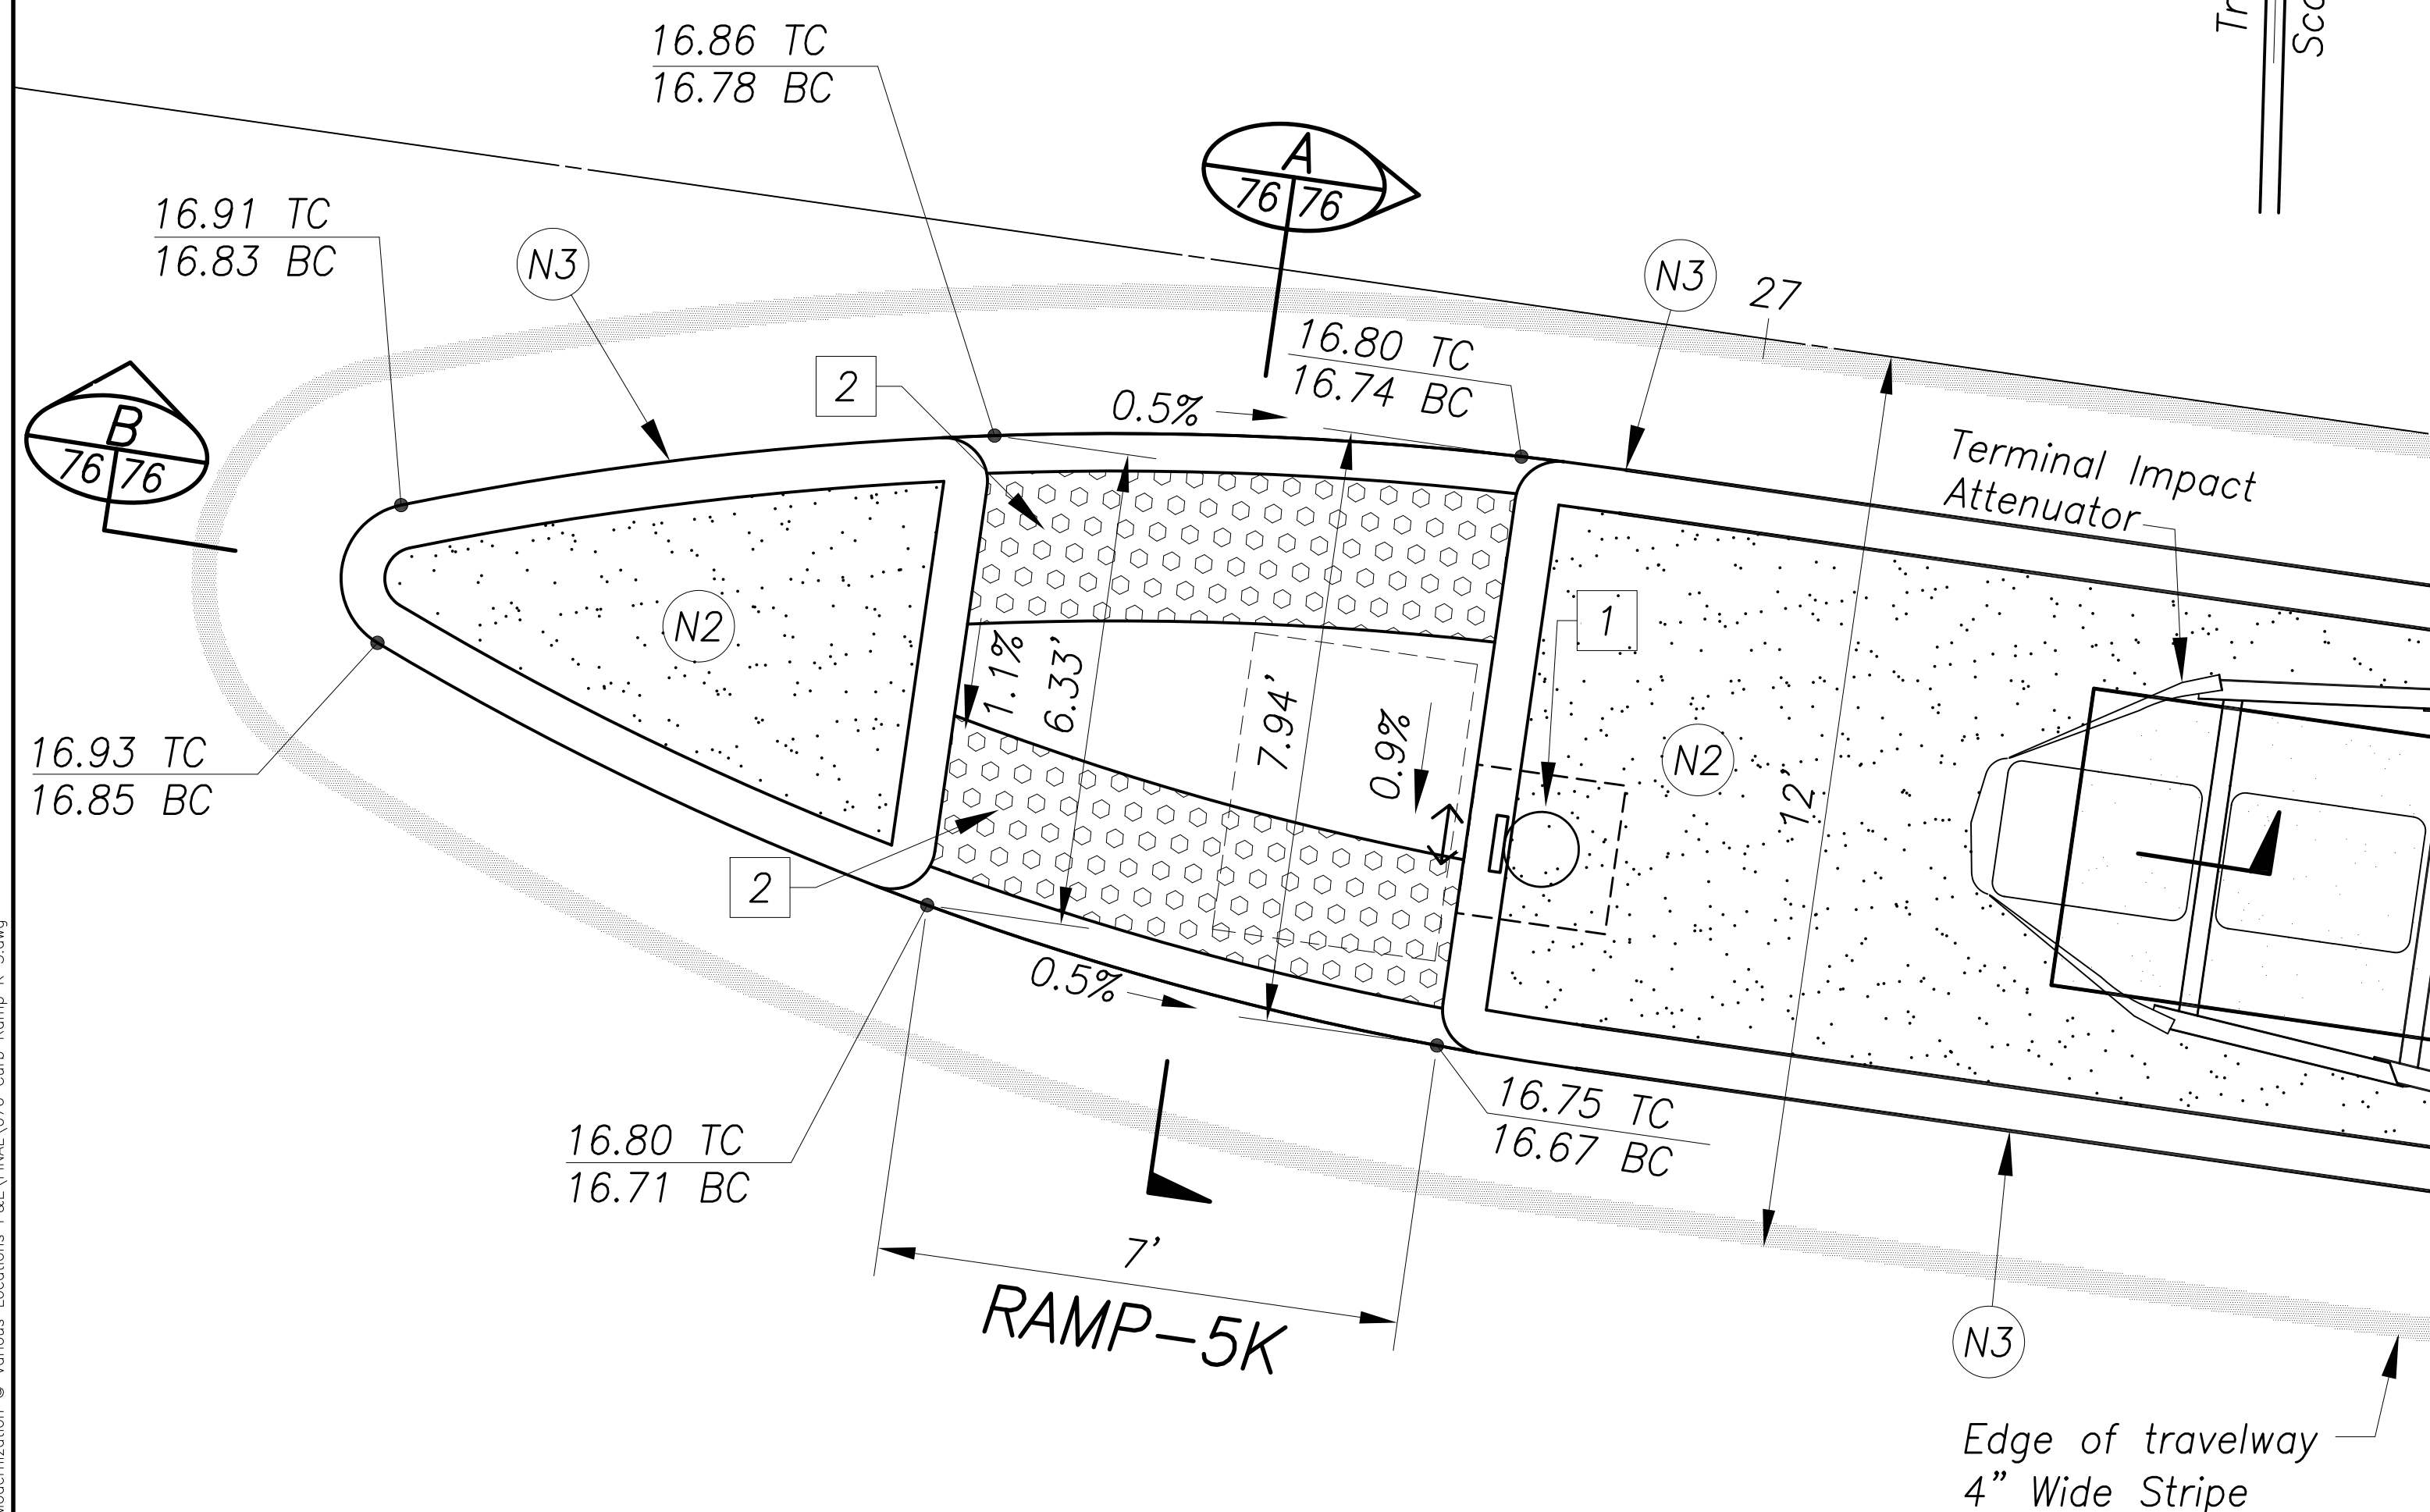 16.86 TC
16.78 BC
A
76 76
16.91 TC
16.83 BC
N3
N3
27
B
76 76
2
0.5%
16.80 TC
16.74 BC
Terminal Impact
Attenuator
N2
1.1%
6.33'
7.94'
0.9%
1
N2
12'
16.93 TC
16.85 BC
2
0.5%
16.75 TC
16.67 BC
16.80 TC
16.71 BC
7'
RAMP-5K
N3
Edge of travelway
4" Wide Stripe